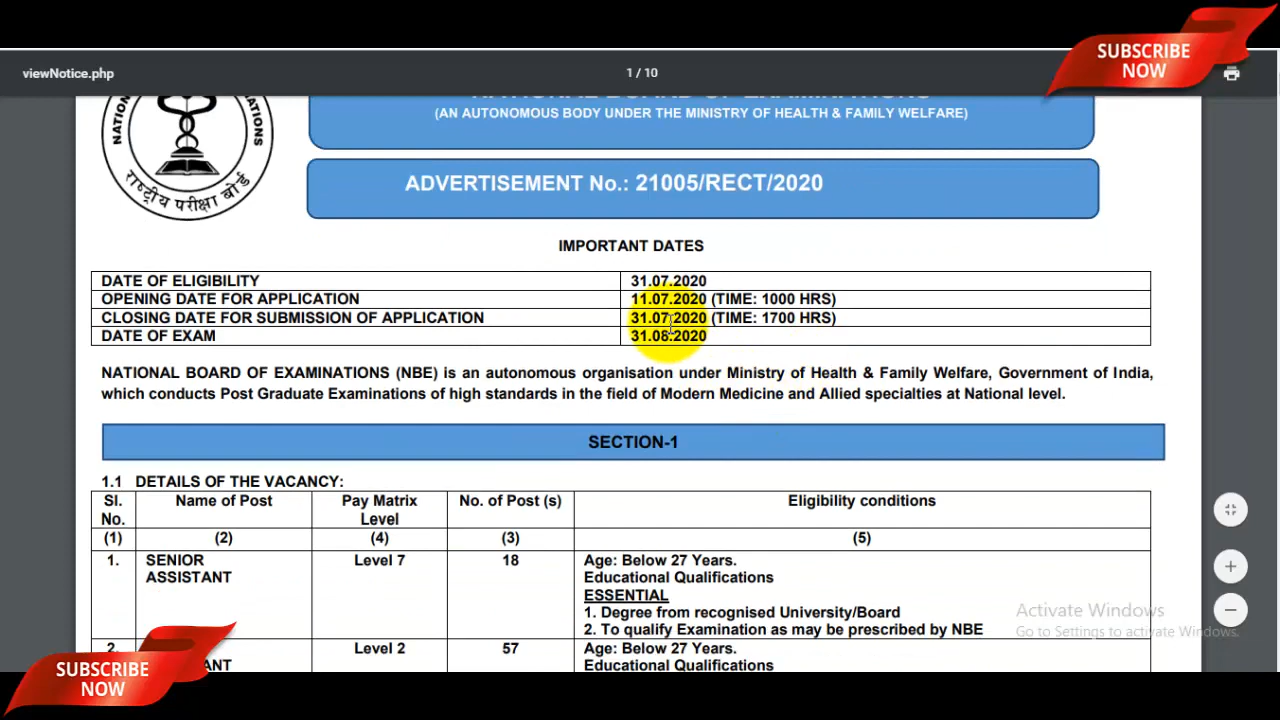 SUBSCRIBE
NOW
viewNotice.php
1 / 10
NATIONAL BOARD OF EXAMINATIONS
(AN AUTONOMOUS BODY UNDER THE MINISTRY OF HEALTH & FAMILY WELFARE)
राष्ट्रीय परीक्षा बोर्ड
ADVERTISEMENT No.: 21005/RECT/2020
IMPORTANT DATES
DATE OF ELIGIBILITY 31.07.2020
OPENING DATE FOR APPLICATION 11.07.2020 (TIME: 1000 HRS)
CLOSING DATE FOR SUBMISSION OF APPLICATION 31.07.2020 (TIME: 1700 HRS)
DATE OF EXAM 31.08.2020
NATIONAL BOARD OF EXAMINATIONS (NBE) is an autonomous organisation under Ministry of Health & Family Welfare, Government of India,
which conducts Post Graduate Examinations of high standards in the field of Modern Medicine and Allied specialties at National level.
SECTION-1
1.1 DETAILS OF THE VACANCY:
Sl. Name of Post Pay Matrix No. of Post (s) Eligibility conditions
No. Level
(1) (2) (4) (3) (5)
1. SENIOR Level 7 18 Age: Below 27 Years.
ASSISTANT Educational Qualifications
ESSENTIAL
1. Degree from recognised University/Board
2. To qualify Examination as may be prescribed by NBE
2. Level 2 57 Age: Below 27 Years.
Educational Qualifications
Activate Windows
Go to Settings to activate Windows.
SUBSCRIBE
NOW